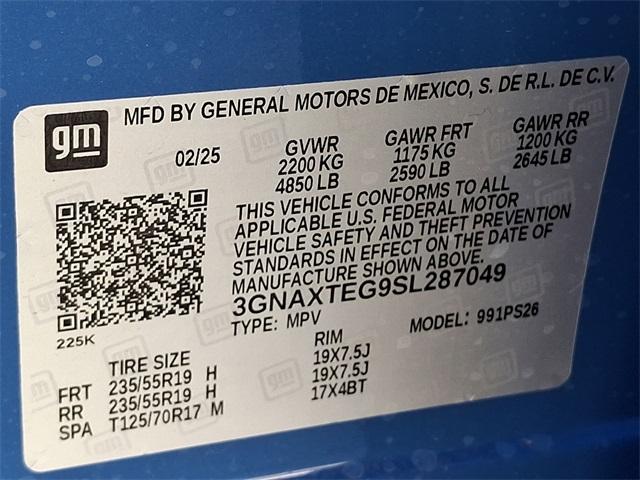 gm
MFD BY GENERAL MOTORS DE MEXICO, S. DE R.L. DE C.V.
02/25
GVWR
2200 KG
4850 LB
GAWR FRT
1175 KG
2590 LB
GAWR RR
1200 KG
2645 LB
THIS VEHICLE CONFORMS TO ALL
APPLICABLE U.S. FEDERAL MOTOR
VEHICLE SAFETY AND THEFT PREVENTION
STANDARDS IN EFFECT ON THE DATE OF
MANUFACTURE SHOWN ABOVE.
3GNAXTEG9SL287049
TYPE: MPV
MODEL: 991PS26
225K
TIRE SIZE
RIM
FRT 235/55R19 H 19X7.5J
RR 235/55R19 H 19X7.5J
SPA T125/70R17 M 17X4BT